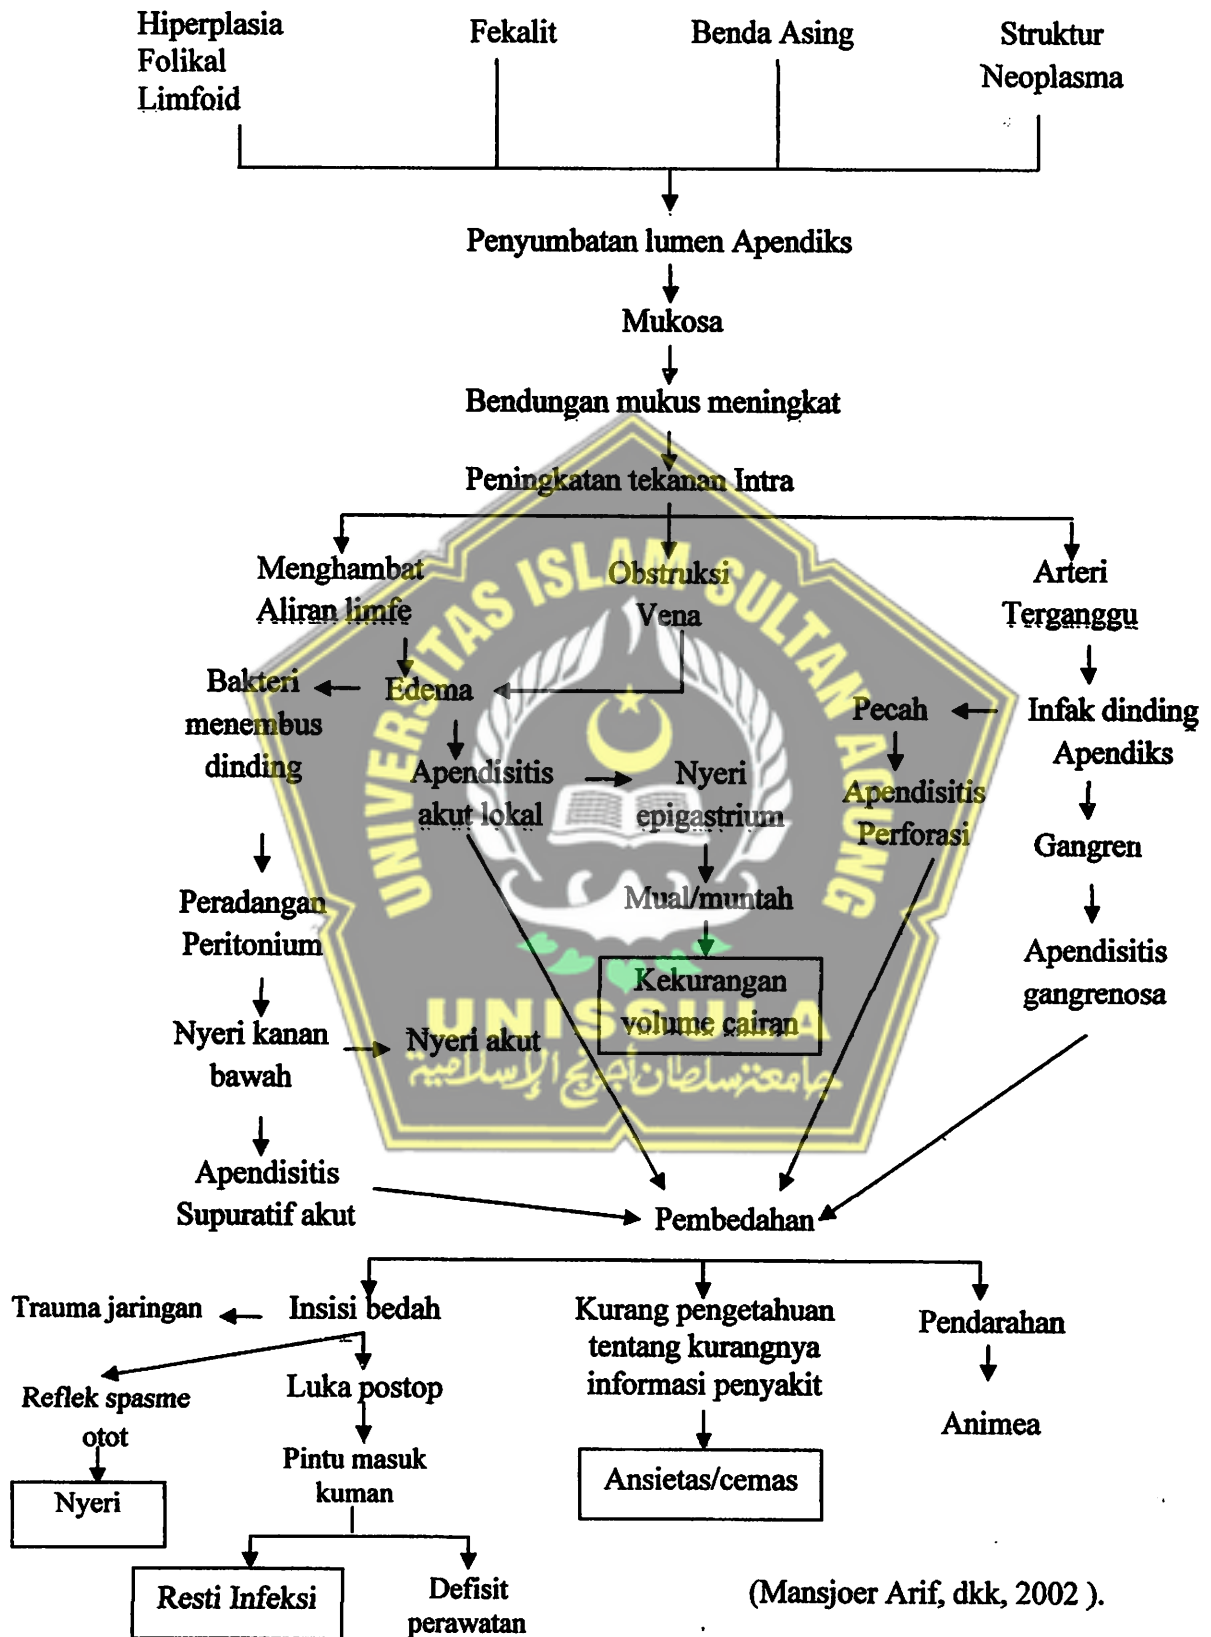 Hiperplasia
Folikal
Limfoid
Fekalit
Benda Asing
Struktur
Neoplasma
Penyumbatan lumen Apendiks
Mukosa
Bendungan mukus meningkat
Peningkatan tekanan Intra
Menghambat
Aliran limfe
Obstruksi
Vena
Arteri
Terganggu
Bakteri
menembus
dinding
Edema
Pecah
Infak dinding
Apendiks
Apendisitis
akut lokal
Nyeri
epigastrium
Apendisitis
Perforasi
Gangren
Peradangan
Peritonium
Mual/muntah
Apendisitis
gangrenosa
Kekurangan
volume cairan
Nyeri kanan
bawah
Nyeri akut
Apendisitis
Supuratif akut
Pembedahan
Trauma jaringan
Insisi bedah
Kurang pengetahuan
tentang kurangnya
informasi penyakit
Pendarahan
Reflek spasme
otot
Luka postop
Animea
Pintu masuk
kuman
Nyeri
Ansietas/cemas
Resti Infeksi
Defisit
perawatan
(Mansjoer Arif, dkk, 2002 ).
UNIVERSITAS ISLAM SULTAN AGUNG
UNISSULA
جامعة سلطان أجونج الإسلامية